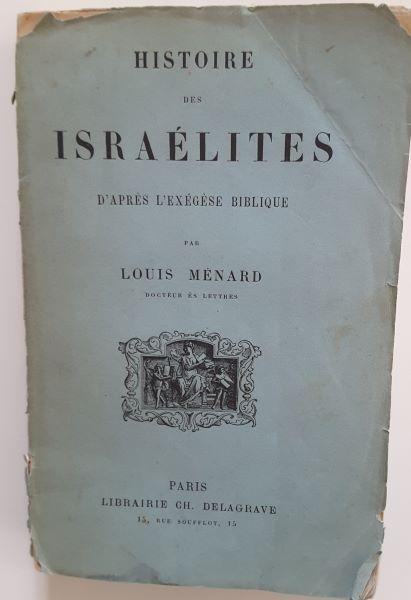 HISTOIRE
DES
ISRAÉLITES
D'APRÈS L'EXÉGÈSE BIBLIQUE
PAR
LOUIS MÉNARD
DOCTEUR ÈS LETTRES
PARIS
LIBRAIRIE CH. DELAGRAVE
15, RUE SOUFFLOT, 15